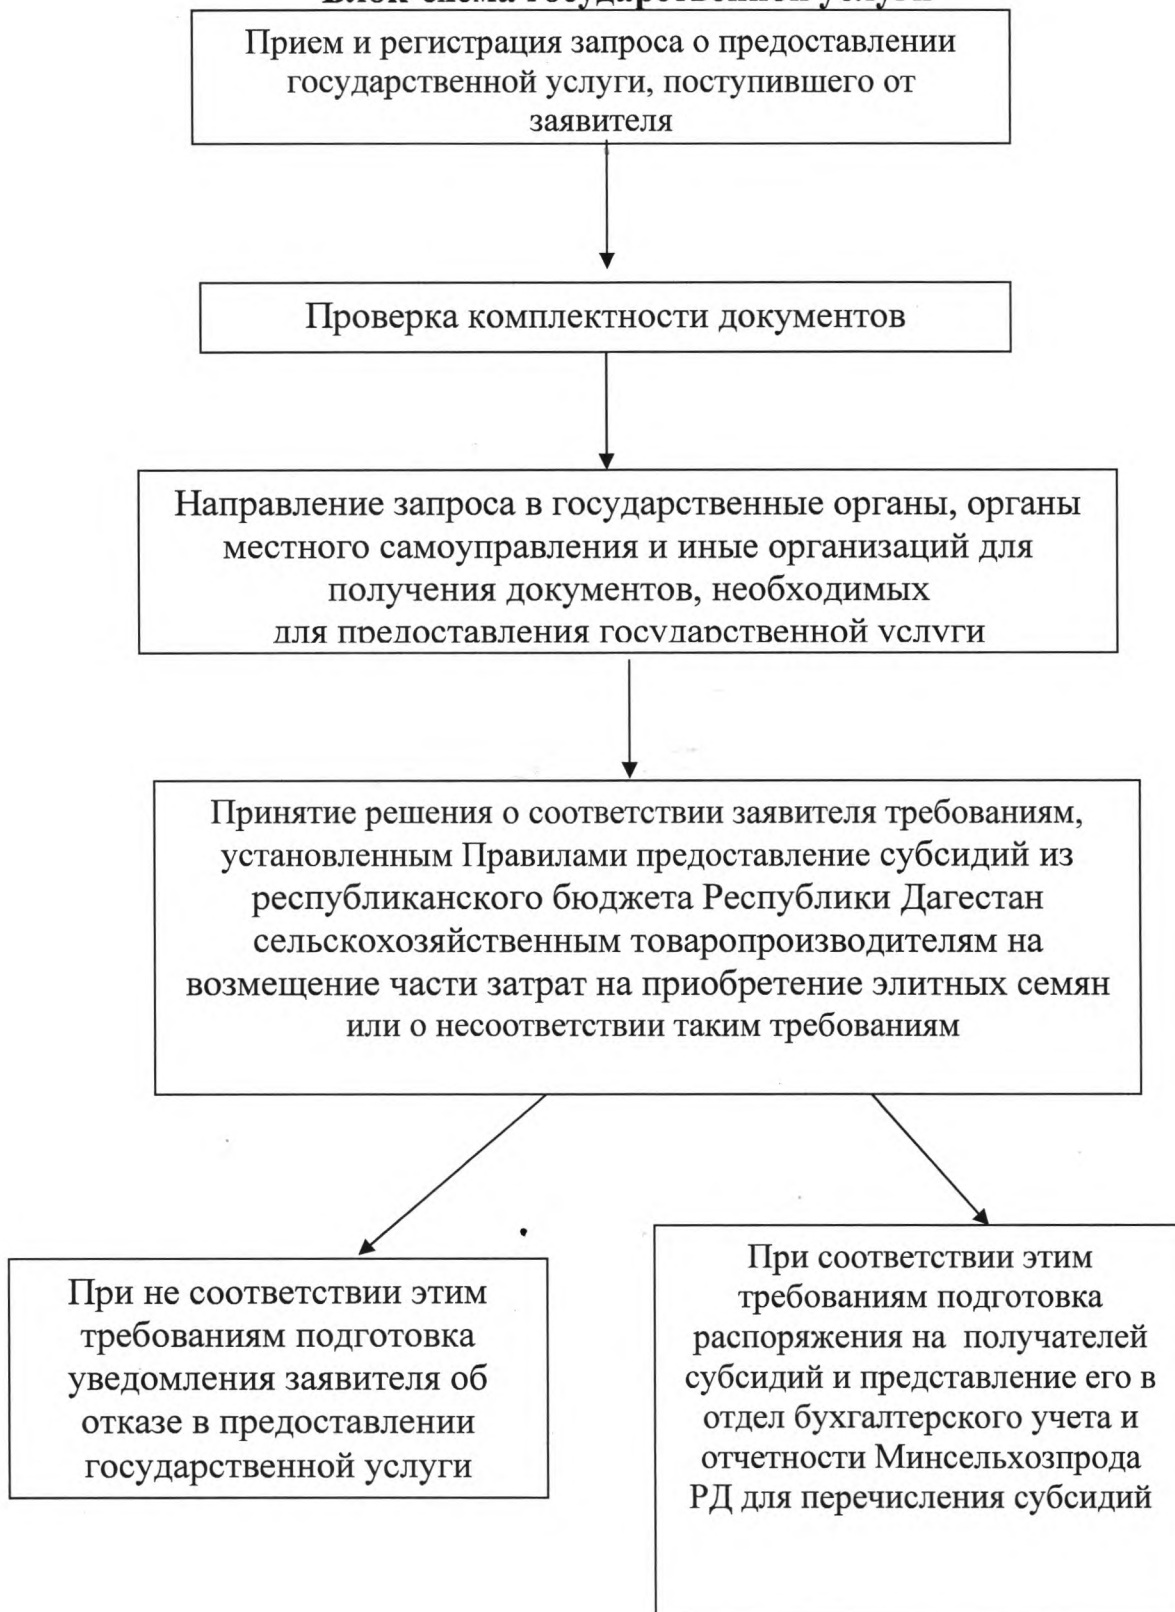 Блок-схема государственной услуги
Прием и регистрация запроса о предоставлении
государственной услуги, поступившего от
заявителя
Проверка комплектности документов
Направление запроса в государственные органы, органы
местного самоуправления и иные организаций для
получения документов, необходимых
для предоставления государственной услуги
Принятие решения о соответствии заявителя требованиям,
установленным Правилами предоставление субсидий из
республиканского бюджета Республики Дагестан
сельскохозяйственным товаропроизводителям на
возмещение части затрат на приобретение элитных семян
или о несоответствии таким требованиям
При не соответствии этим
требованиям подготовка
уведомления заявителя об
отказе в предоставлении
государственной услуги
При соответствии этим
требованиям подготовка
распоряжения на  получателей
субсидий и представление его в
отдел бухгалтерского учета и
отчетности Минсельхозпрода
РД для перечисления субсидий